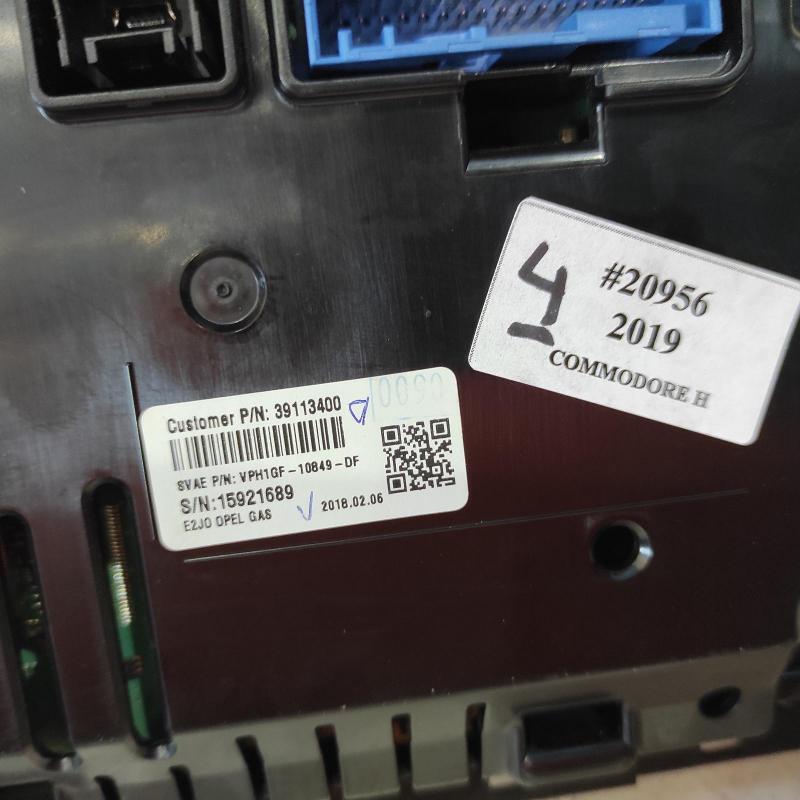 4
#20956
2019
COMMODORE H
Customer P/N: 39113400
SVAE P/N: VPH1GF-10849-DF
S/N:15921689
2018.02.06
E2JO OPEL GAS